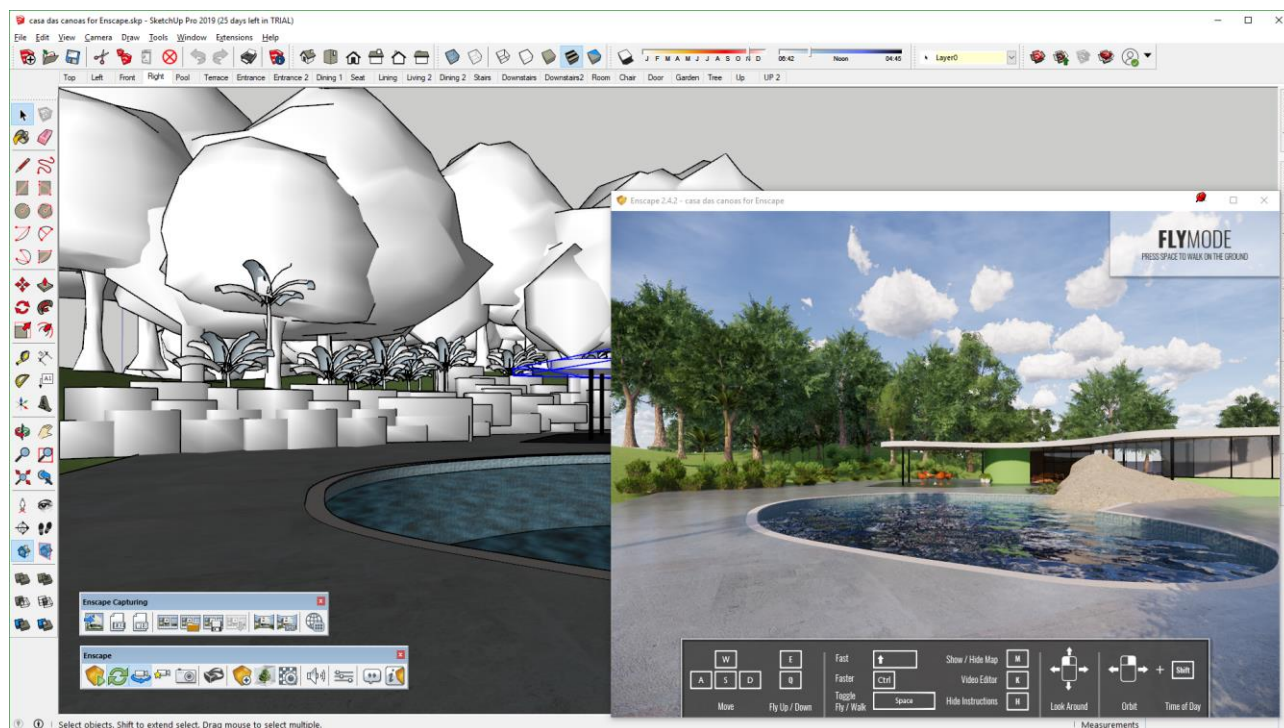 casa das canoas for Enscape.skp - SketchUp Pro 2019 (25 days left in TRIAL)
File Edit View Camera Draw Tools Window Extensions Help
J F M A M J J A S O N D 06:42 Noon 04:45 Layer0
Top Left Front Right Pool Terrace Entrance Entrance 2 Dining 1 Seat Lining Living 2 Dining 2 Stairs Downstairs Downstairs2 Room Chair Door Garden Tree Up UP 2
Enscape 2.4.2 - casa das canoas for Enscape
FLYMODE
PRESS SPACE TO WALK ON THE GROUND
Enscape Capturing
Enscape
W E Fast Show / Hide Map M
A S D Q Faster Ctrl Video Editor K Shift
Toggle
Fly / Walk Space Hide Instructions H
Move Fly Up / Down Look Around Orbit Time of Day
Select objects. Shift to extend select. Drag mouse to select multiple. Measurements